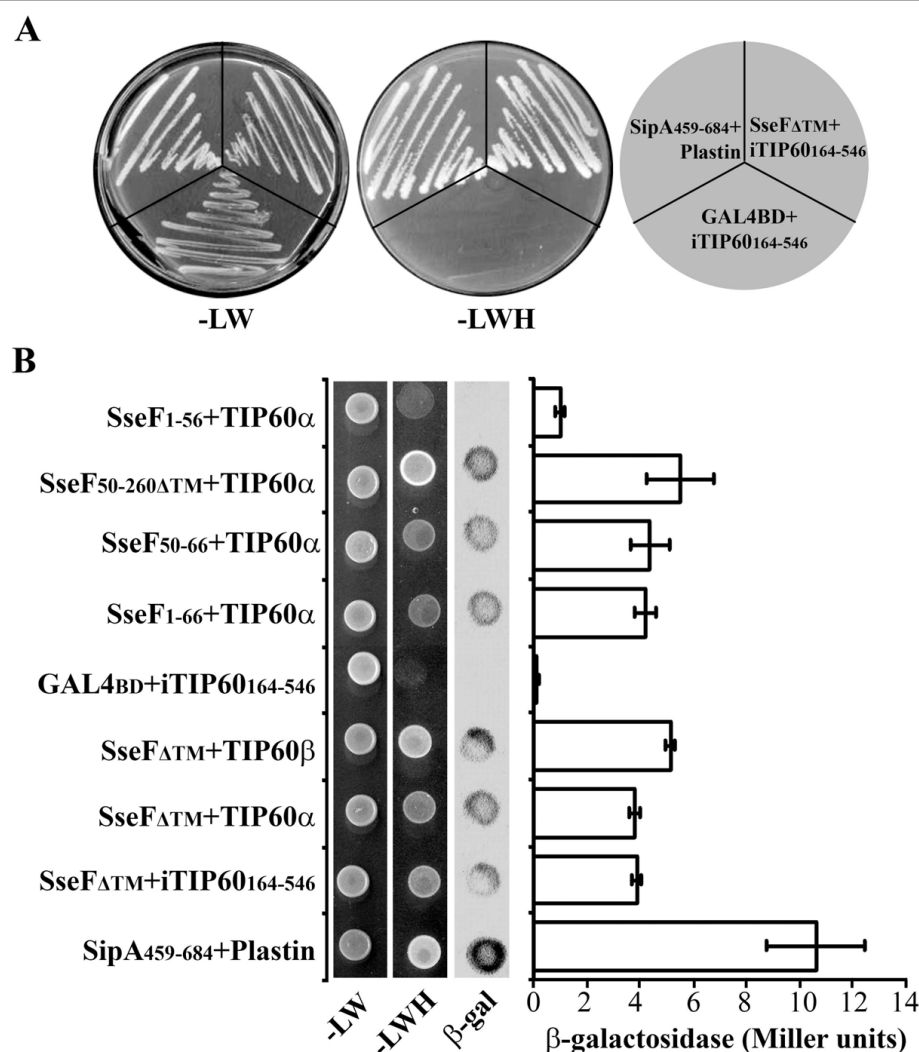 A
SipA459-684+
Plastin
SseFΔTM+
iTIP60164-546
GAL4BD+
iTIP60164-546
-LW
-LWH
B
SseF1-56+TIP60α
SseF50-260ΔTM+TIP60α
SseF50-66+TIP60α
SseF1-66+TIP60α
GAL4BD+iTIP60164-546
SseFΔTM+TIP60β
SseFΔTM+TIP60α
SseFΔTM+iTIP60164-546
SipA459-684+Plastin
-LW
-LWH
β-gal
0 2 4 6 8 10 12 14
β-galactosidase (Miller units)